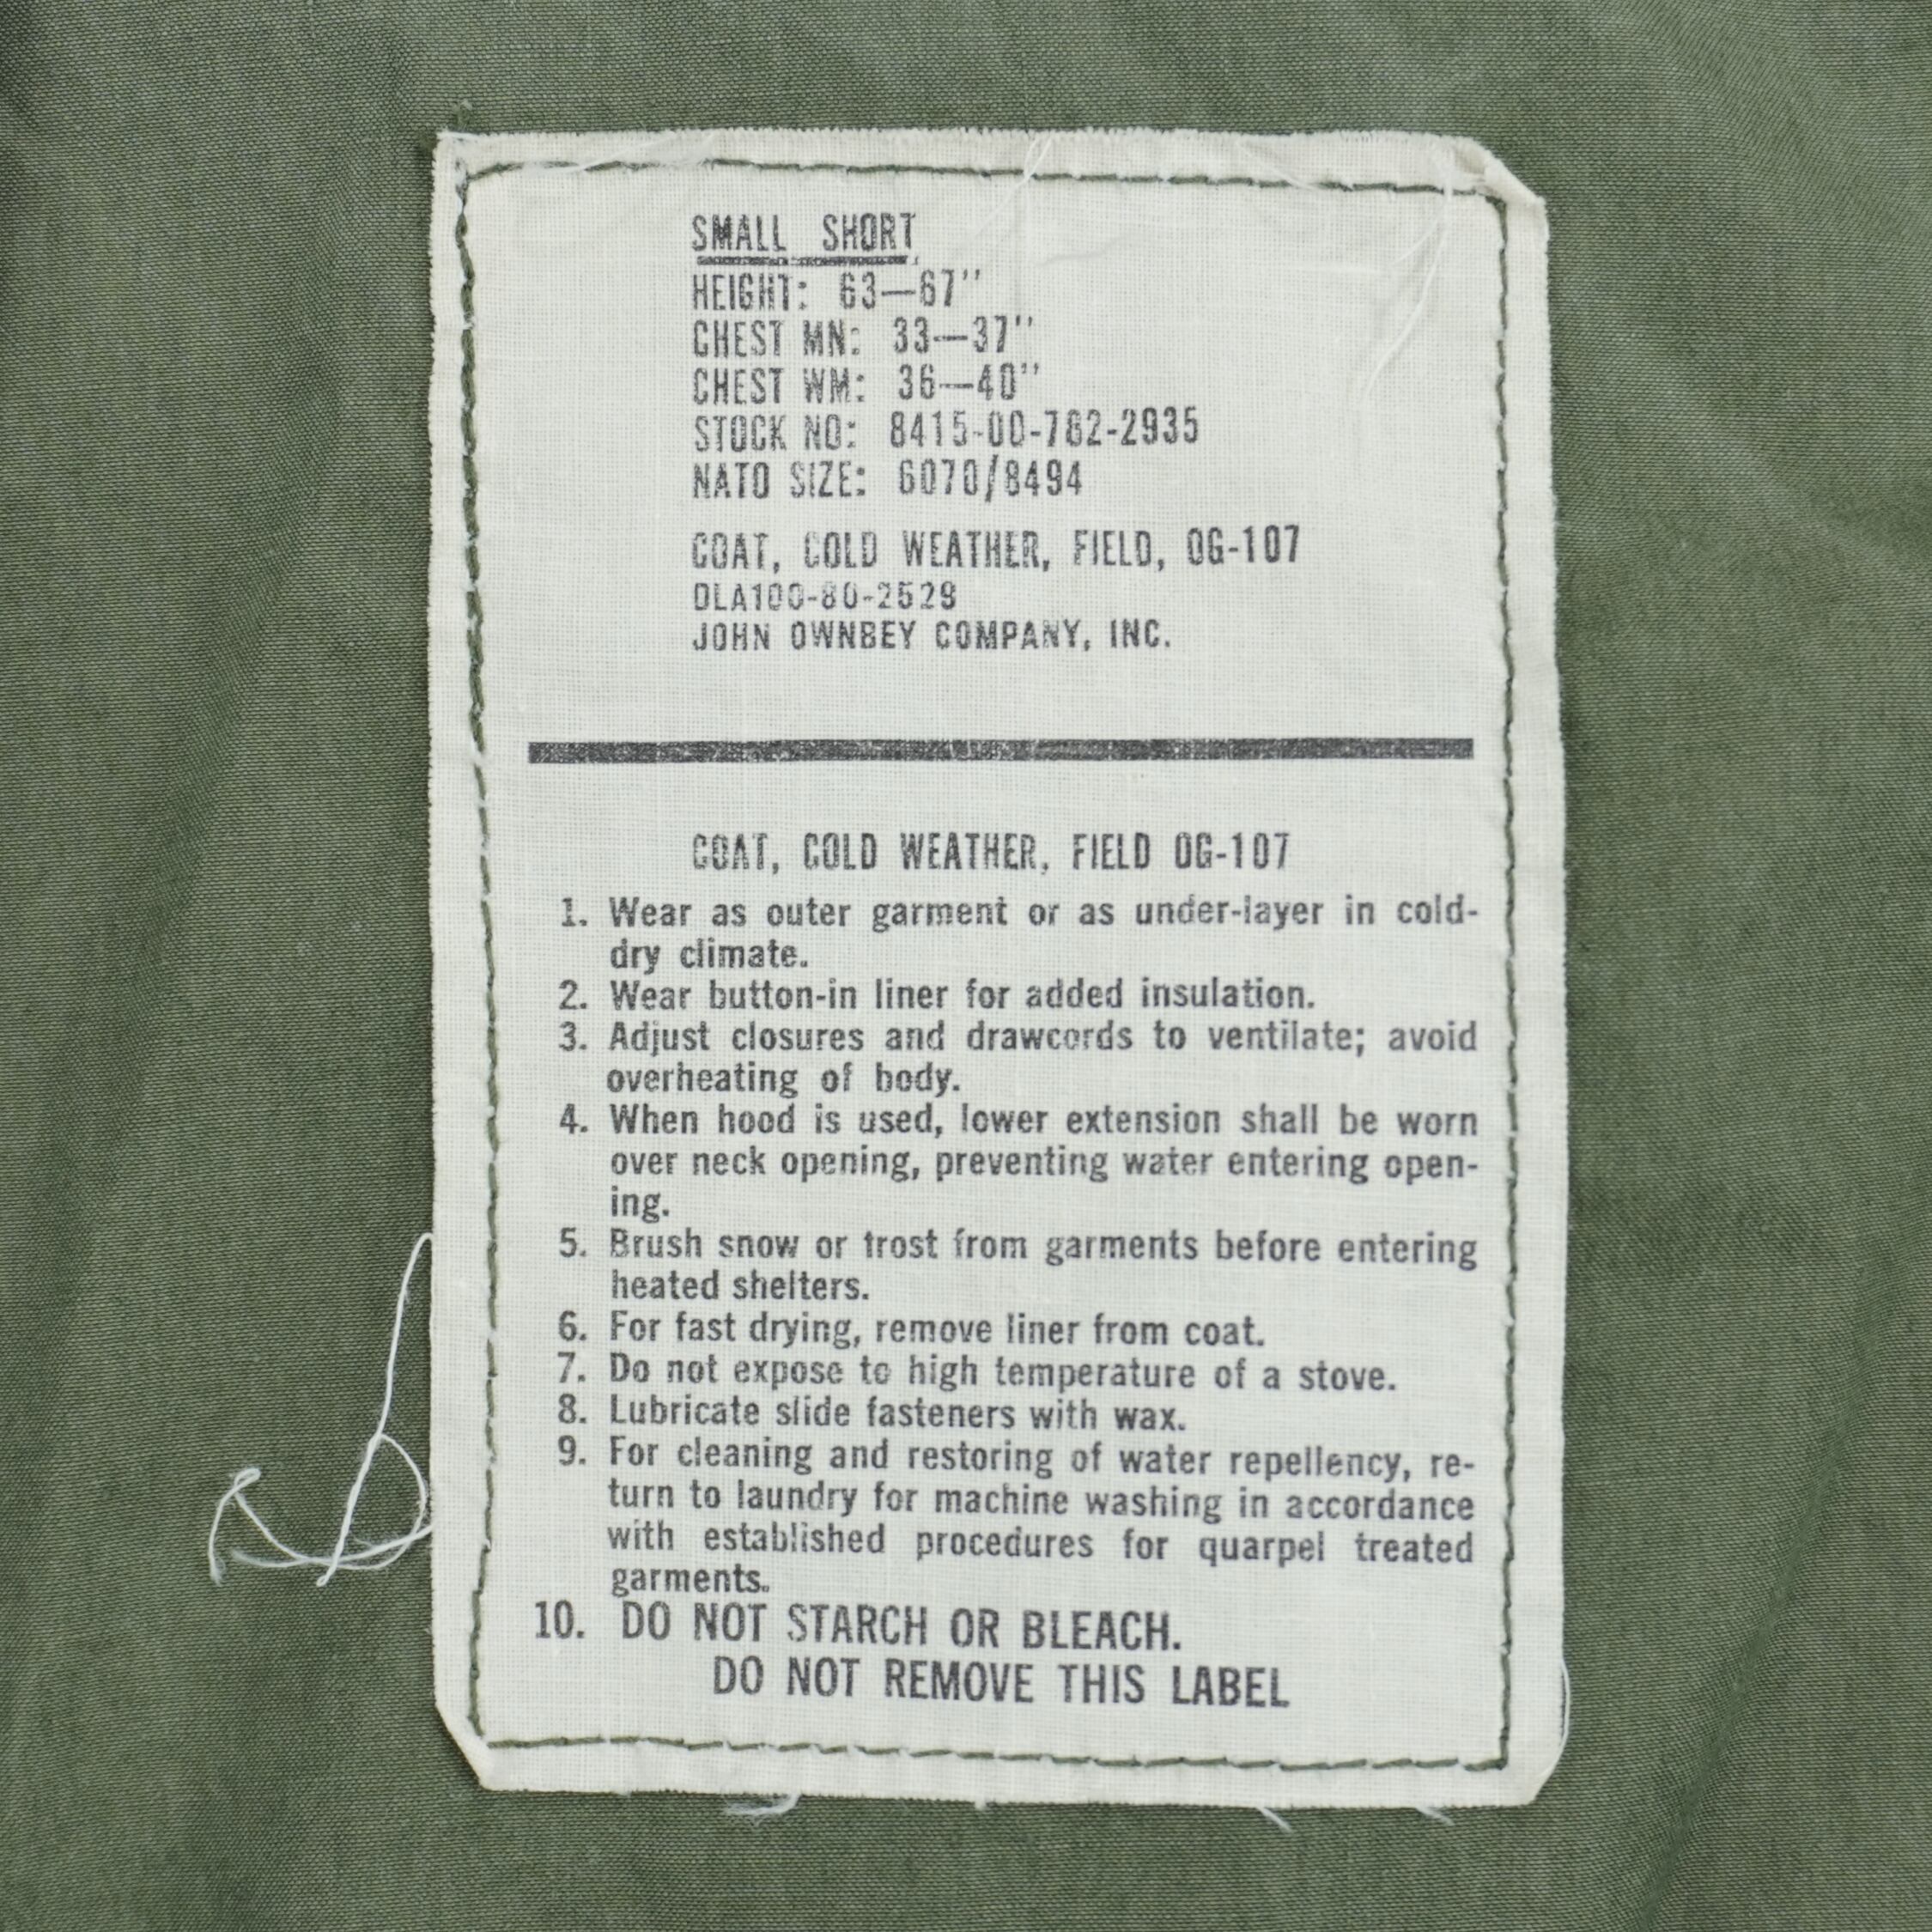 SMALL SHORT
HEIGHT: 63—67"
CHEST MN: 33—37"
CHEST WM: 36—40"
STOCK NO: 8415-00-782-2935
NATO SIZE: 6070/8494
COAT, COLD WEATHER, FIELD, OG-107
DLA100-80-2529
JOHN OWNBEY COMPANY, INC.
COAT, COLD WEATHER, FIELD OG-107
1. Wear as outer garment or as under-layer in cold-
dry climate.
2. Wear button-in liner for added insulation.
3. Adjust closures and drawcords to ventilate; avoid
overheating of body.
4. When hood is used, lower extension shall be worn
over neck opening, preventing water entering open-
ing.
5. Brush snow or frost from garments before entering
heated shelters.
6. For fast drying, remove liner from coat.
7. Do not expose to high temperature of a stove.
8. Lubricate slide fasteners with wax.
9. For cleaning and restoring of water repellency, re-
turn to laundry for machine washing in accordance
with established procedures for quarpel treated
garments.
10. DO NOT STARCH OR BLEACH.
DO NOT REMOVE THIS LABEL